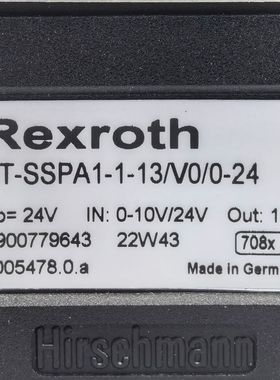 Rexroth
T-SSPA1-1-13/V0/0-24
= 24V IN: 0-10V/24V Out: 1
900779643 22W43 708x
005478.0.a Made in Germ
Hirschmann